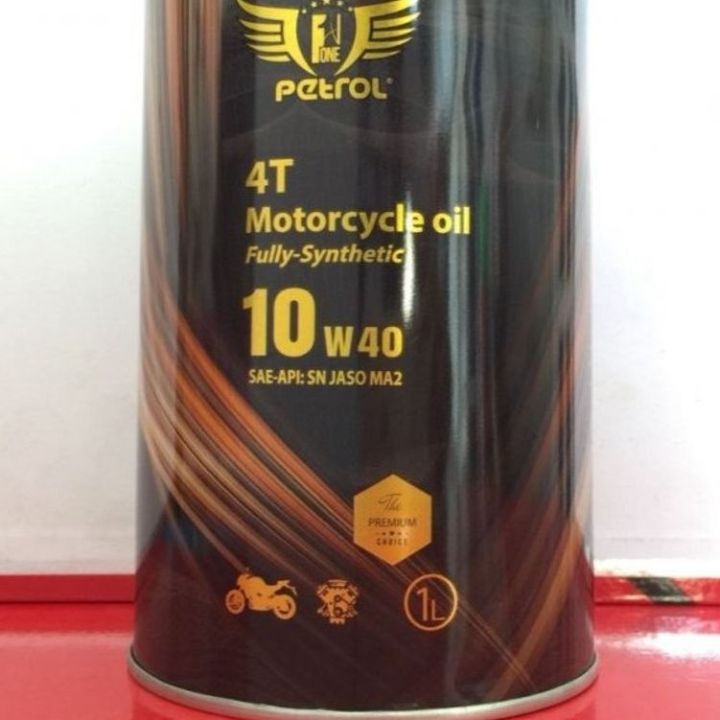 ONE
PETROL
4T
Motorcycle oil
Fully-Synthetic
10 W 40
SAE-API: SN JASO MA2
The
PREMIUM
CHOICE
1L